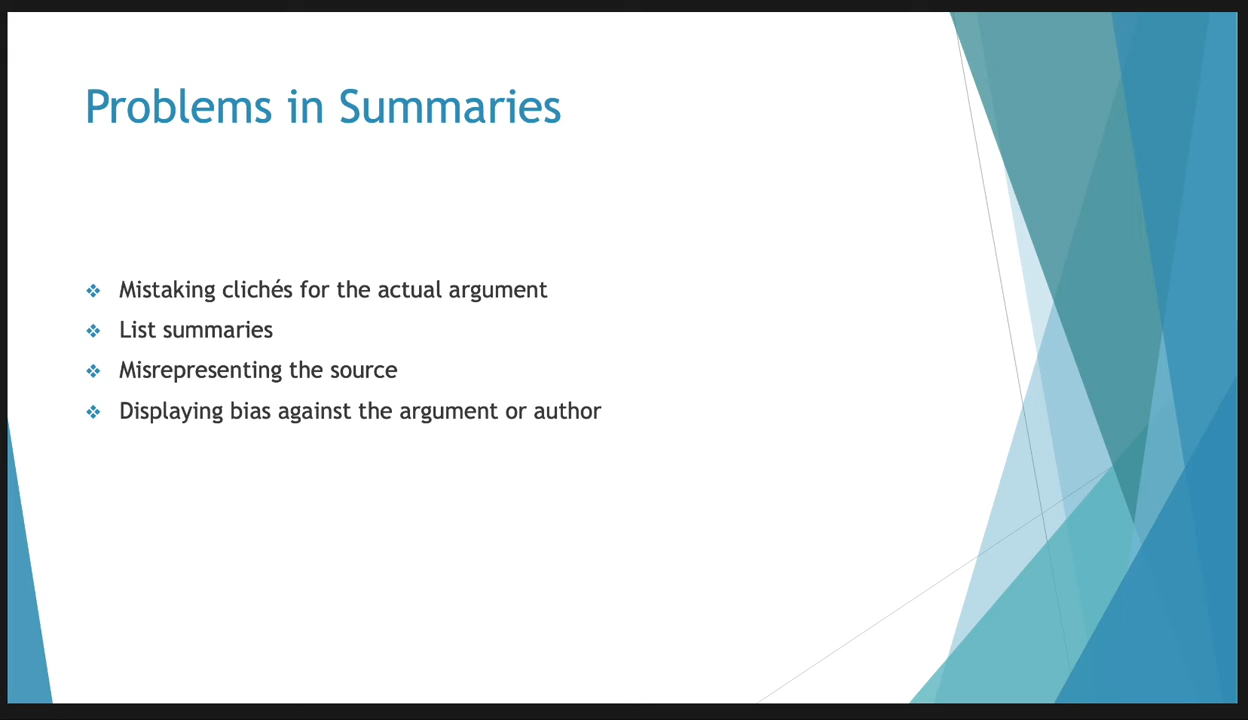 Problems in Summaries
❖ Mistaking clichés for the actual argument
❖ List summaries
❖ Misrepresenting the source
❖ Displaying bias against the argument or author